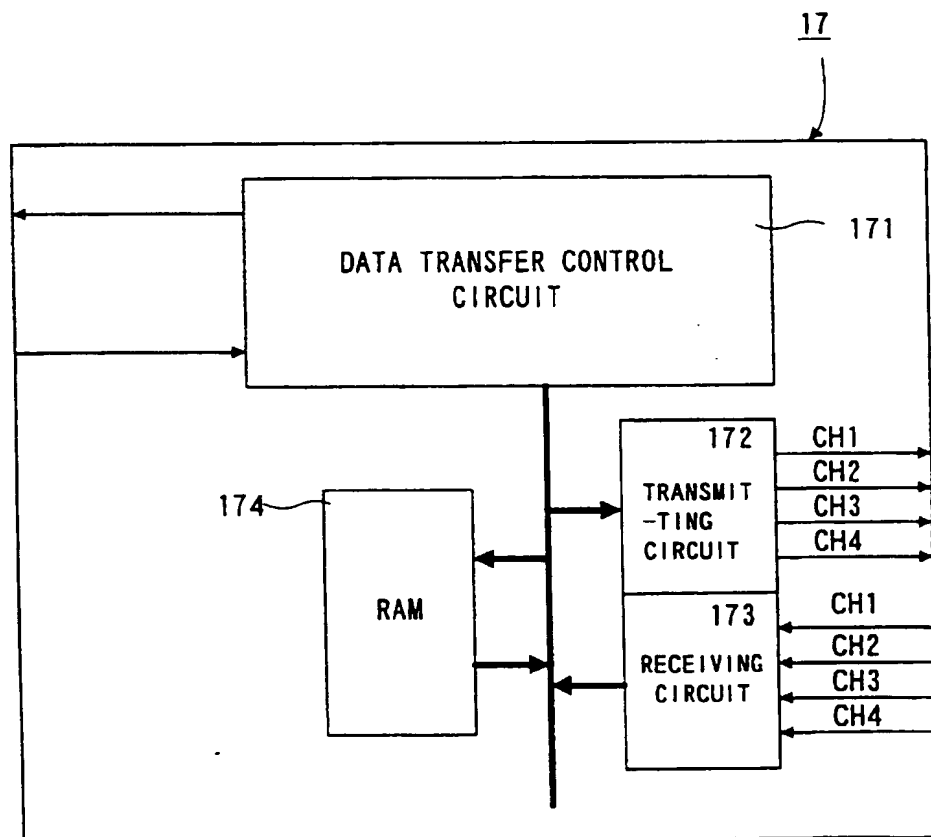 17
171
DATA TRANSFER CONTROL
CIRCUIT
172
CH1
CH2
CH3
CH4
TRANSMIT
-TING
CIRCUIT
174
RAM
173
CH1
CH2
CH3
CH4
RECEIVING
CIRCUIT